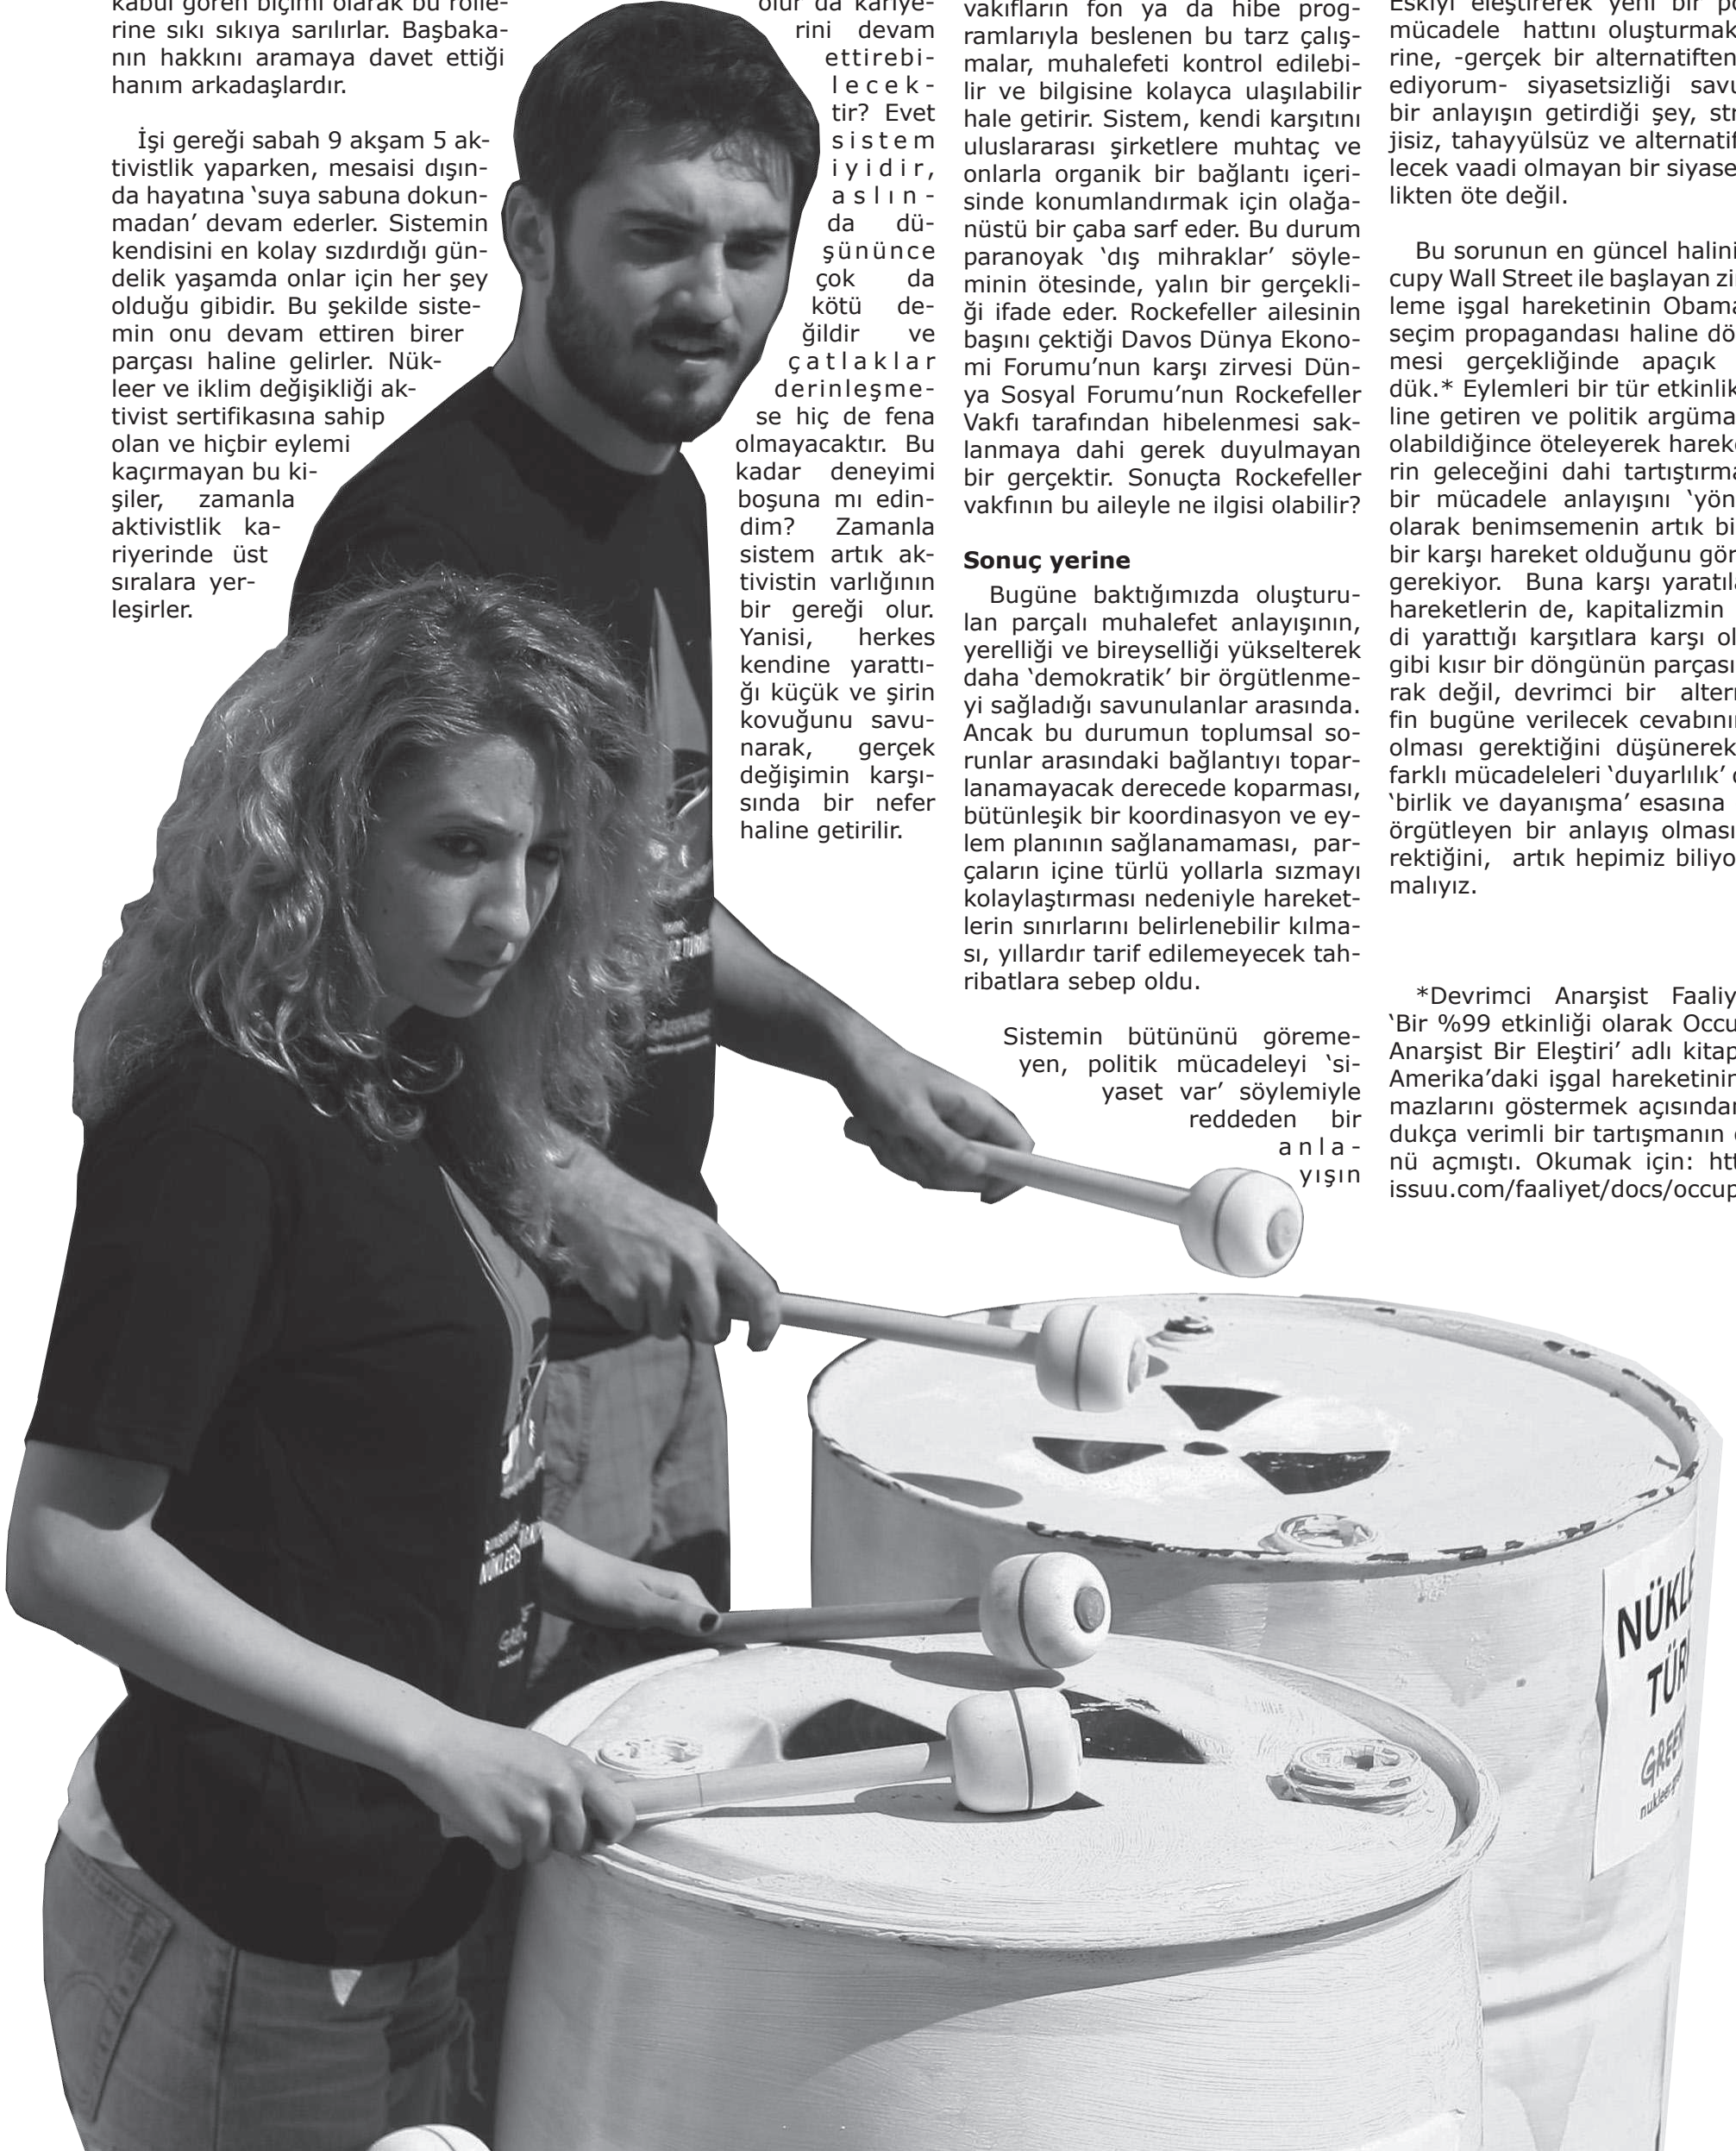 kabul gören biçimi olarak bu rolle-
rine sıkı sıkıya sarılırlar. Başbaka-
nın hakkını aramaya davet ettiği
hanım arkadaşlardır.
İşi gereği sabah 9 akşam 5 ak-
tivistlik yaparken, mesaisi dışın-
da hayatına ‘suya sabuna dokun-
madan’ devam ederler. Sistemin
kendisini en kolay sızdırdığı gün-
delik yaşamda onlar için her şey
olduğu gibidir. Bu şekilde siste-
min onu devam ettiren birer
parçası haline gelirler. Nük-
leer ve iklim değişikliği ak-
tivist sertifikasına sahip
olan ve hiçbir eylemi
kaçırmayan bu ki-
şiler, zamanla
aktivistlik ka-
riyerinde üst
sıralara yer-
leşirler.
olur da kariye-
rini devam
ettirebi-
lecek-
tir? Evet
sistem
iyidir,
aslın-
da dü-
şününce
çok da
kötü de-
ğildir ve
çatlaklar
derinleşme-
se hiç de fena
olmayacaktır. Bu
kadar deneyimi
boşuna mı edin-
dim? Zamanla
sistem artık ak-
tivistin varlığının
bir gereği olur.
Yanisi, herkes
kendine yarattı-
ğı küçük ve şirin
kovuğunu savu-
narak, gerçek
değişimin karşı-
sında bir nefer
haline getirilir.
vakıfların fon ya da hibe prog-
ramlarıyla beslenen bu tarz çalış-
malar, muhalefeti kontrol edilebi-
lir ve bilgisine kolayca ulaşılabilir
hale getirir. Sistem, kendi karşıtını
uluslararası şirketlere muhtaç ve
onlarla organik bir bağlantı içeri-
sinde konumlandırmak için olağa-
nüstü bir çaba sarf eder. Bu durum
paranoyak ‘dış mihraklar’ söyle-
minin ötesinde, yalın bir gerçekli-
ği ifade eder. Rockefeller ailesinin
başını çektiği Davos Dünya Ekono-
mi Forumu’nun karşı zirvesi Dün-
ya Sosyal Forumu’nun Rockefeller
Vakfı tarafından hibelenmesi sak-
lanmaya dahi gerek duyulmayan
bir gerçektir. Sonuçta Rockefeller
vakfının bu aileyle ne ilgisi olabilir?
Sonuç yerine
Bugüne baktığımızda oluşturu-
lan parçalı muhalefet anlayışının,
yerelliği ve bireyselliği yükselterek
daha ‘demokratik’ bir örgütlenme-
yi sağladığı savunulanlar arasında.
Ancak bu durumun toplumsal so-
runlar arasındaki bağlantıyı topar-
lanamayacak derecede koparması,
bütünleşik bir koordinasyon ve ey-
lem planının sağlanamaması, par-
çaların içine türlü yollarla sızmayı
kolaylaştırması nedeniyle hareket-
lerin sınırlarını belirlenebilir kılma-
sı, yıllardır tarif edilemeyecek tah-
ribatlara sebep oldu.
Sistemin bütününü göreme-
yen, politik mücadeleyi ‘si-
yaset var’ söylemiyle
reddeden bir
anla-
yışın
Eskiyi eleştirerek yeni bir po
mücadele hattını oluşturmak
rine, -gerçek bir alternatiften
ediyorum- siyasetsizliği savu
bir anlayışın getirdiği şey, str
jisiz, tahayyülsüz ve alternatif
lecek vaadi olmayan bir siyase
likten öte değil.
Bu sorunun en güncel halini
cupy Wall Street ile başlayan zi
leme işgal hareketinin Obama
seçim propagandası haline dö
mesi gerçekliğinde apaçık
dük.* Eylemleri bir tür etkinlik
line getiren ve politik argüma
olabildiğince öteleyerek harek
rin geleceğini dahi tartıştırma
bir mücadele anlayışını ‘yön
olarak benimsemenin artık bi
bir karşı hareket olduğunu gör
gerekiyor. Buna karşı yaratıla
hareketlerin de, kapitalizmin
di yarattığı karşıtlara karşı ol
gibi kısır bir döngünün parçası
rak değil, devrimci bir alter
fin bugüne verilecek cevabını
olması gerektiğini düşünerek
farklı mücadeleleri ‘duyarlılık’
‘birlik ve dayanışma’ esasına
örgütleyen bir anlayış olması
rektiğini, artık hepimiz biliyo
malıyız.
*Devrimci Anarşist Faaliy
‘Bir %99 etkinliği olarak Occu
Anarşist Bir Eleştiri’ adlı kitap
Amerika’daki işgal hareketinin
mazlarını göstermek açısından
dukça verimli bir tartışmanın
nü açmıştı. Okumak için: htt
issuu.com/faaliyet/docs/occup
NÜKLE
TÜR
GREEN
nukleer